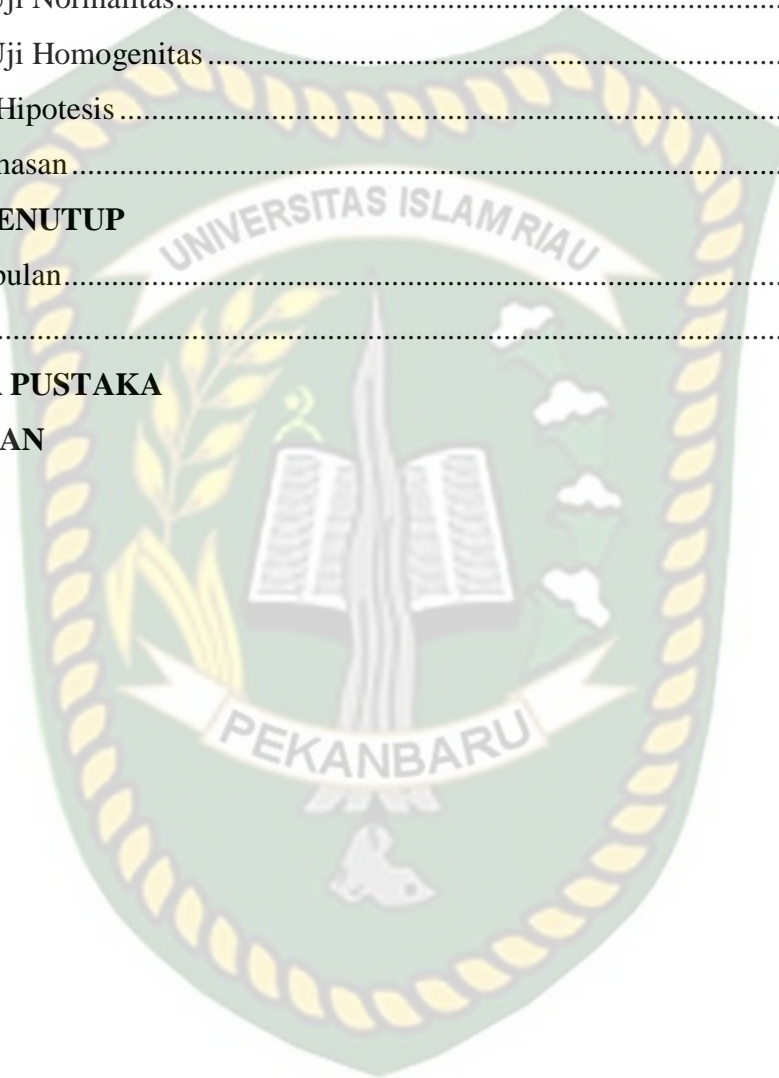 Uji Normalitas..........................................................................................
Uji Homogenitas.....................................................................................
Hipotesis..................................................................................................
hasan........................................................................................................
ENUTUP
UNIVERSITAS ISLAM RIAU
pulan.........................................................................................................
....................................................................................................................
PUSTAKA
AN
PEKANBARU